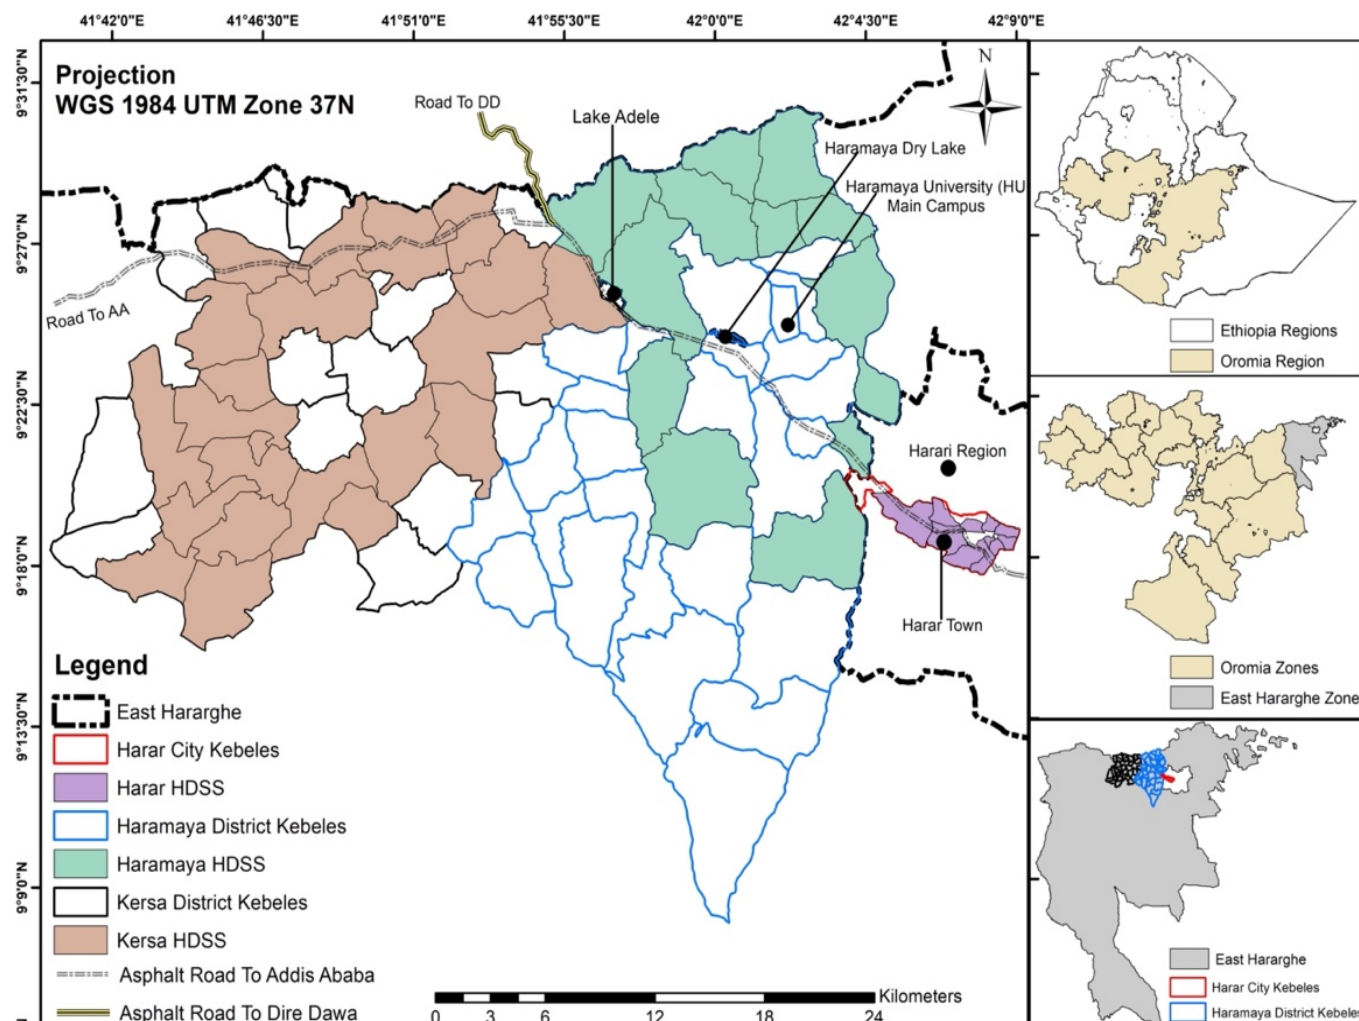 41°42'0"E
41°46'30"E
41°51'0"E
41°55'30"E
42°0'0"E
42°4'30"E
42°9'0"E
9°31'30"N
9°27'0"N
9°22'30"N
9°18'0"N
9°13'30"N
9°9'0"N
Projection
WGS 1984 UTM Zone 37N
Road To DD
Lake Adele
N
Haramaya Dry Lake
Haramaya University (HU
Main Campus
Road To AA
Harari Region
Harar Town
Legend
East Hararghe
Harar City Kebeles
Harar HDSS
Haramaya District Kebeles
Haramaya HDSS
Kersa District Kebeles
Kersa HDSS
Asphalt Road To Addis Ababa
Asphalt Road To Dire Dawa
Kilometers
0 3 6 12 18 24
Ethiopia Regions
Oromia Region
Oromia Zones
East Hararghe Zone
East Hararghe
Harar City Kebeles
Haramaya District Kebeles